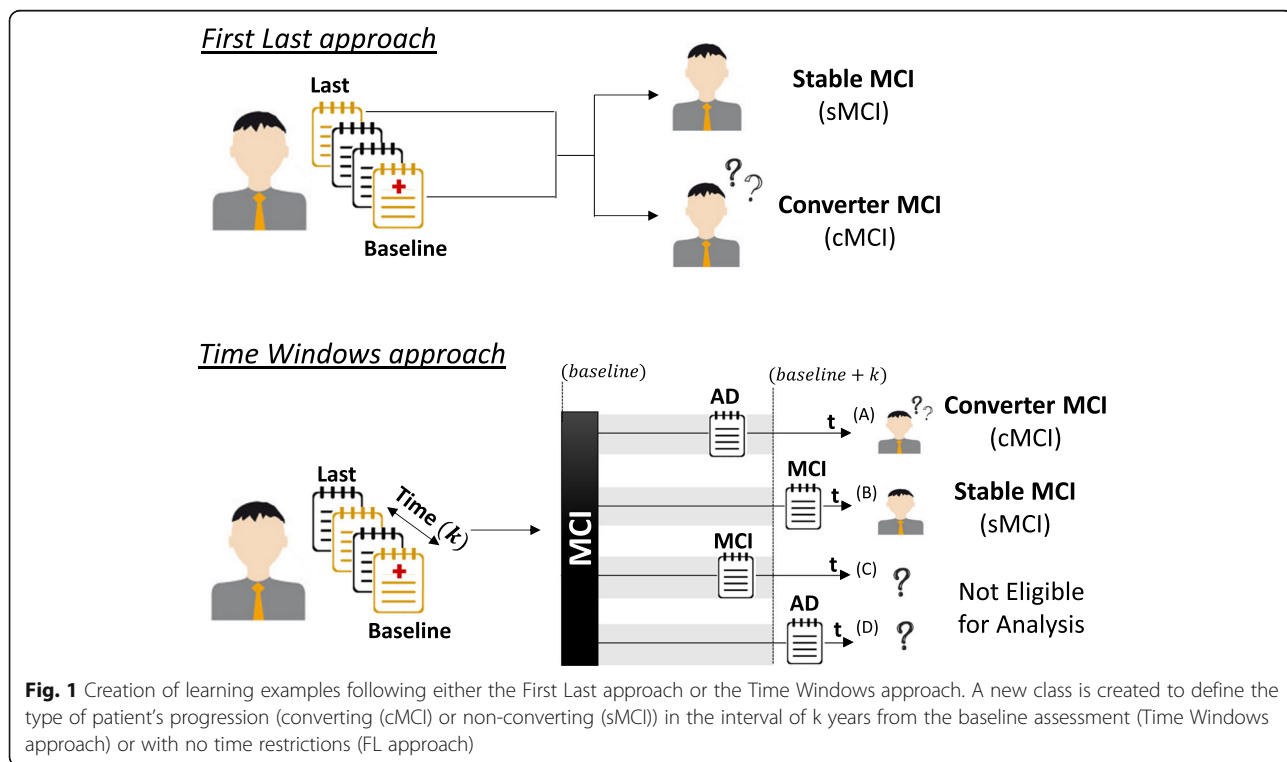 First Last approach
Last
Baseline
Stable MCI
(sMCI)
? ?
Converter MCI
(cMCI)
Time Windows approach
Last
Time (k)
Baseline
(baseline)
(baseline + k)
MCI
AD
t (A)
? ?
Converter MCI
(cMCI)
MCI
t (B)
Stable MCI
(sMCI)
MCI
t (C)
?
AD
t (D)
?
Not Eligible
for Analysis
Fig. 1 Creation of learning examples following either the First Last approach or the Time Windows approach. A new class is created to define the
type of patient’s progression (converting (cMCI) or non-converting (sMCI)) in the interval of k years from the baseline assessment (Time Windows
approach) or with no time restrictions (FL approach)